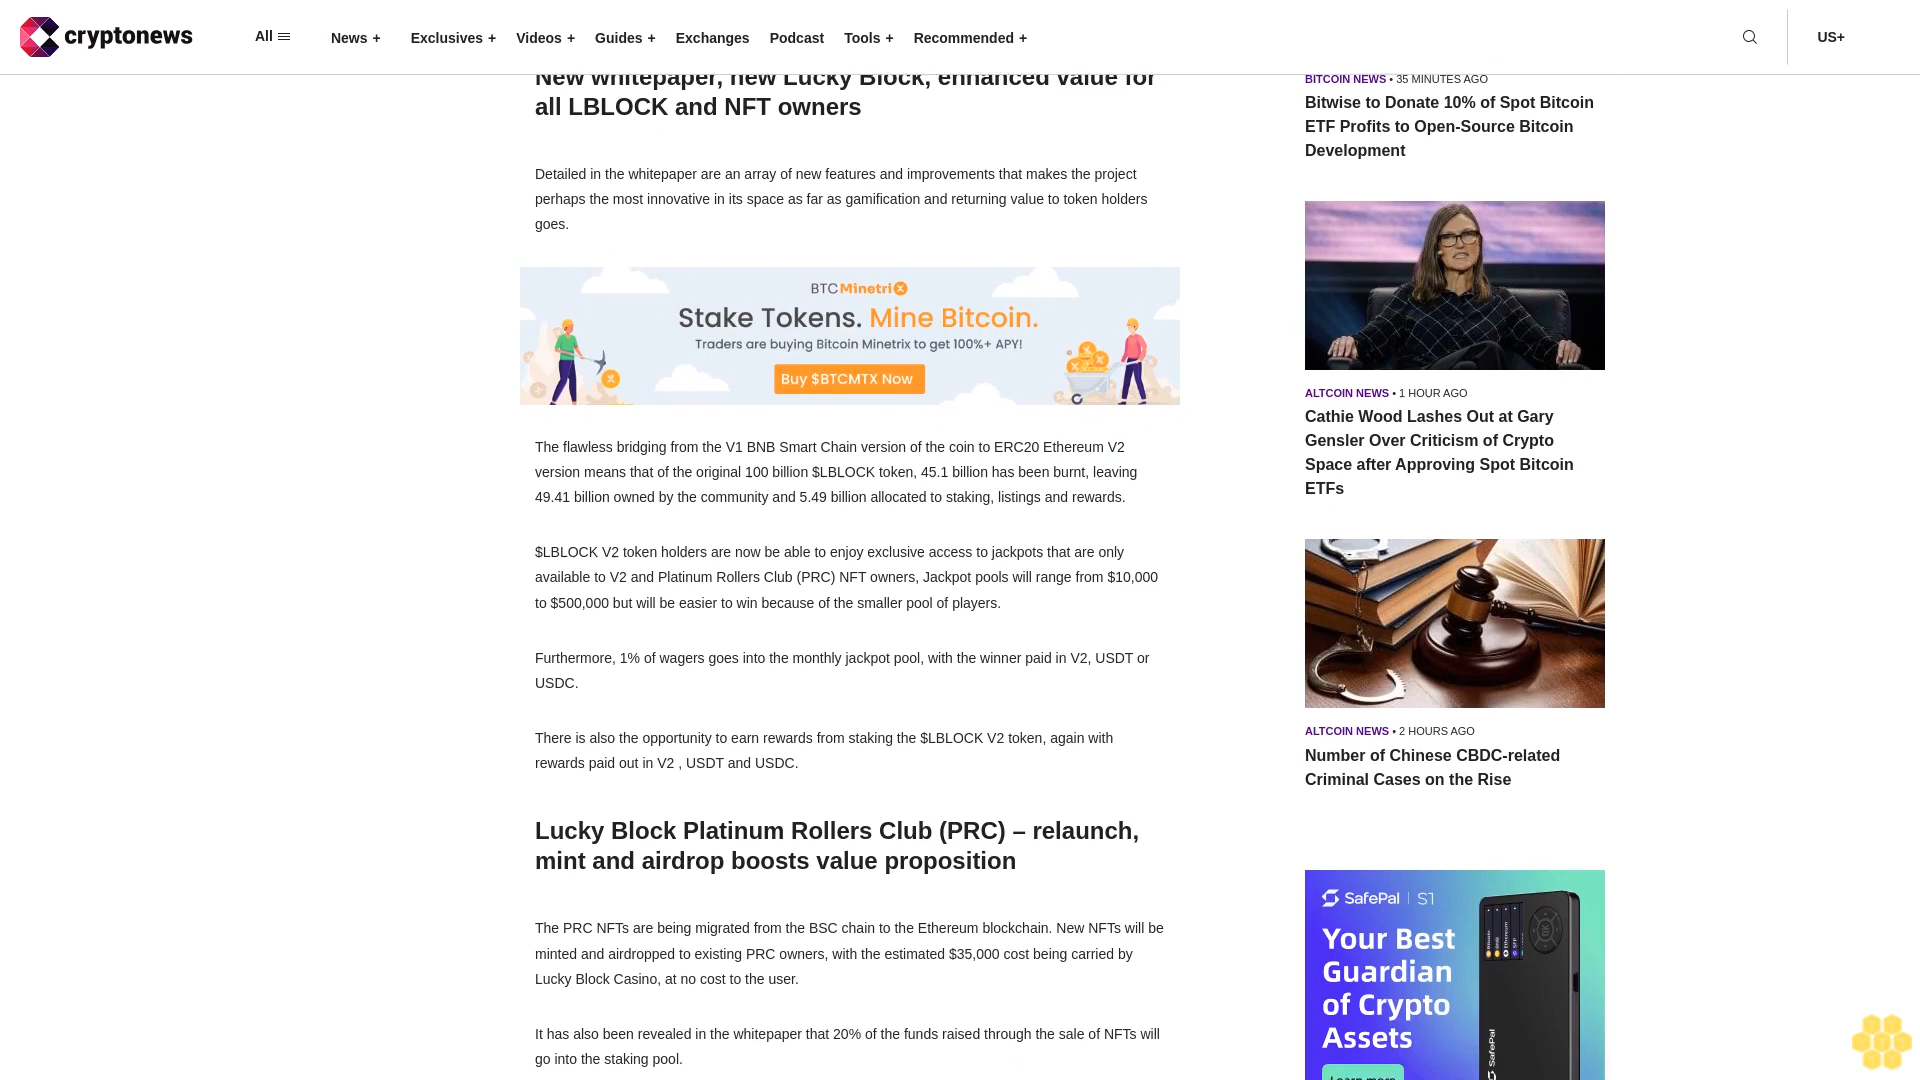 cryptonews
All
News +
Exclusives +
Videos +
Guides +
Exchanges
Podcast
Tools +
Recommended +
US+
New whitepaper, new Lucky Block, enhanced value for
all LBLOCK and NFT owners
Detailed in the whitepaper are an array of new features and improvements that makes the project
perhaps the most innovative in its space as far as gamification and returning value to token holders
goes.
BTC Minetrix
Stake Tokens. Mine Bitcoin.
Traders are buying Bitcoin Minetrix to get 100%+ APY!
Buy $BTCMTX Now
The flawless bridging from the V1 BNB Smart Chain version of the coin to ERC20 Ethereum V2
version means that of the original 100 billion $LBLOCK token, 45.1 billion has been burnt, leaving
49.41 billion owned by the community and 5.49 billion allocated to staking, listings and rewards.
$LBLOCK V2 token holders are now be able to enjoy exclusive access to jackpots that are only
available to V2 and Platinum Rollers Club (PRC) NFT owners, Jackpot pools will range from $10,000
to $500,000 but will be easier to win because of the smaller pool of players.
Furthermore, 1% of wagers goes into the monthly jackpot pool, with the winner paid in V2, USDT or
USDC.
There is also the opportunity to earn rewards from staking the $LBLOCK V2 token, again with
rewards paid out in V2 , USDT and USDC.
Lucky Block Platinum Rollers Club (PRC) – relaunch,
mint and airdrop boosts value proposition
The PRC NFTs are being migrated from the BSC chain to the Ethereum blockchain. New NFTs will be
minted and airdropped to existing PRC owners, with the estimated $35,000 cost being carried by
Lucky Block Casino, at no cost to the user.
It has also been revealed in the whitepaper that 20% of the funds raised through the sale of NFTs will
go into the staking pool.
BITCOIN NEWS • 35 MINUTES AGO
Bitwise to Donate 10% of Spot Bitcoin
ETF Profits to Open-Source Bitcoin
Development
ALTCOIN NEWS • 1 HOUR AGO
Cathie Wood Lashes Out at Gary
Gensler Over Criticism of Crypto
Space after Approving Spot Bitcoin
ETFs
ALTCOIN NEWS • 2 HOURS AGO
Number of Chinese CBDC-related
Criminal Cases on the Rise
SafePal | S1
Your Best
Guardian
of Crypto
Assets
Learn more
SafePal
Bitcoin
BNB
Ethereum
SFP
OK